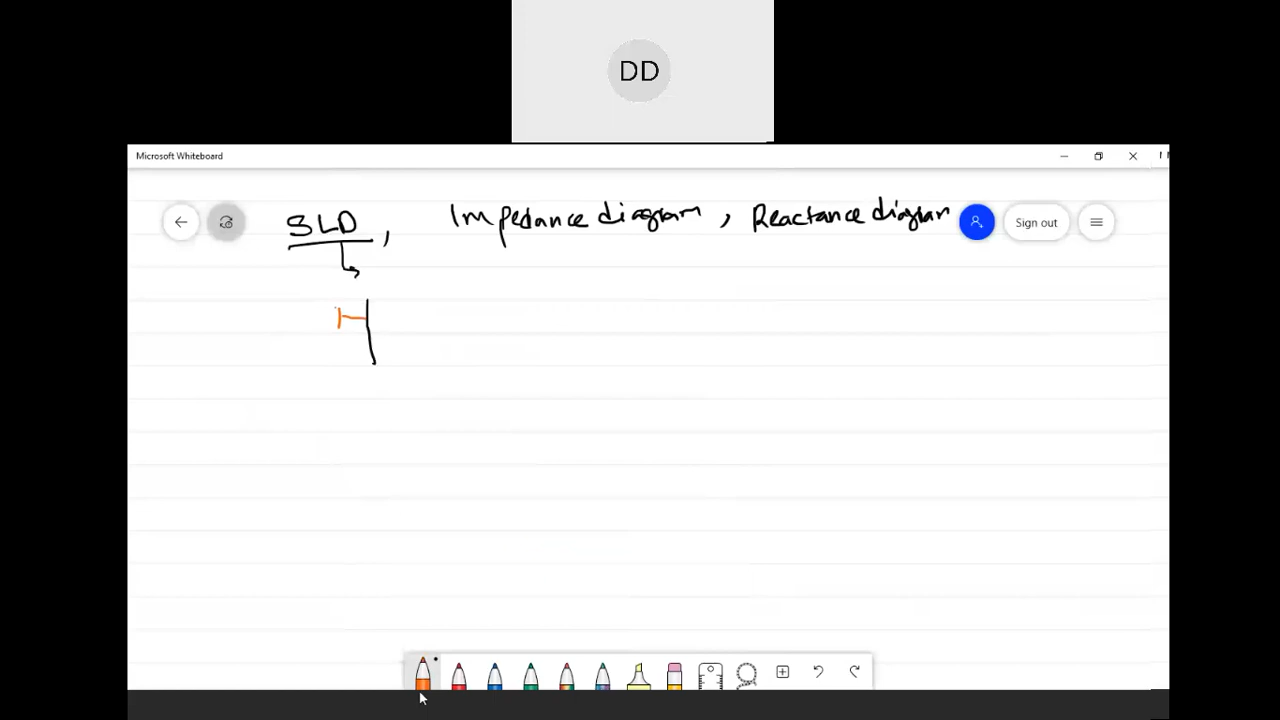 DD
Microsoft Whiteboard
SLD, Impedance diagram, Reactance diagram
Sign out